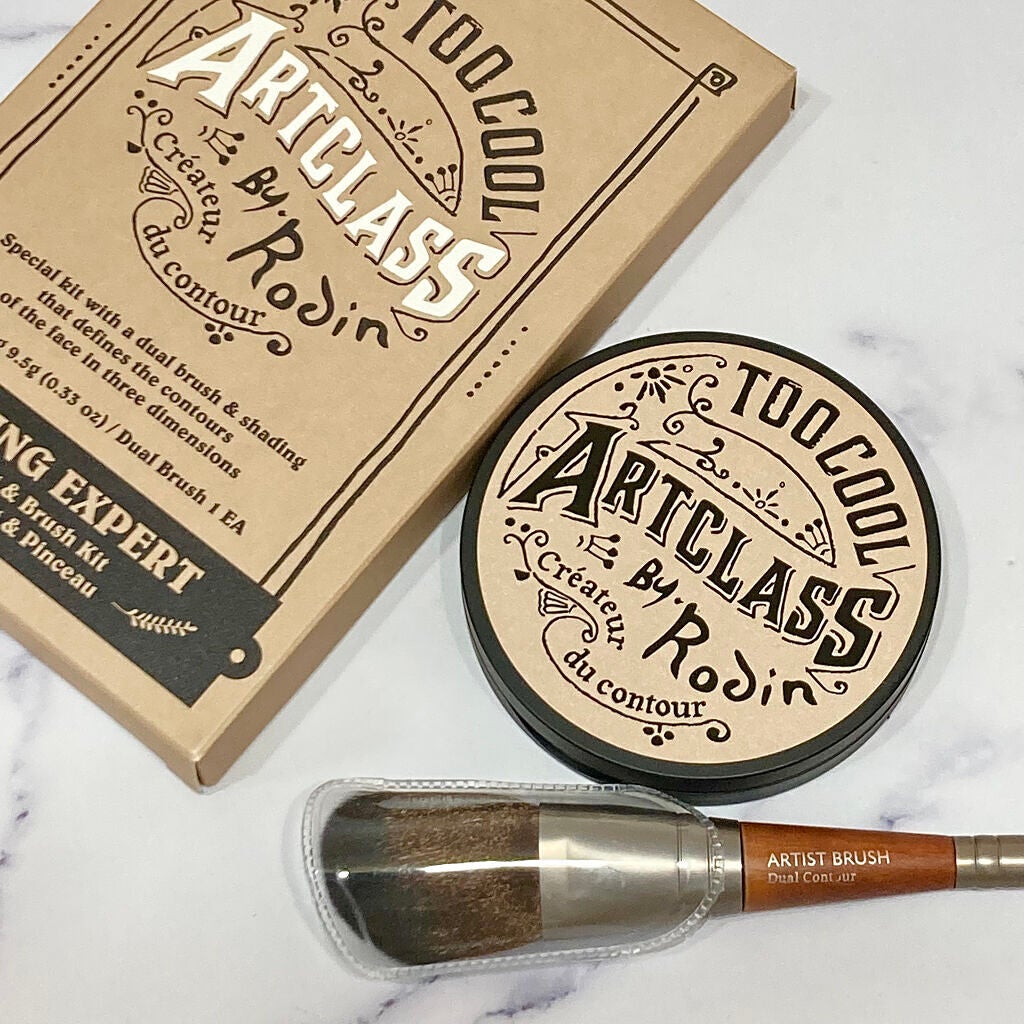 TOO COOL
ARTCLASS
By. Rodin
Créateur
du contour
Special kit with a dual brush & shading
that defines the contours
of the face in three dimensions
9.5g (0.33 oz) / Dual Brush 1 EA
EXPERT
& Brush Kit
& Pinceau
TOO COOL
ARTCLASS
By. Rodin
Créateur
du contour
ARTIST BRUSH
Dual Contour